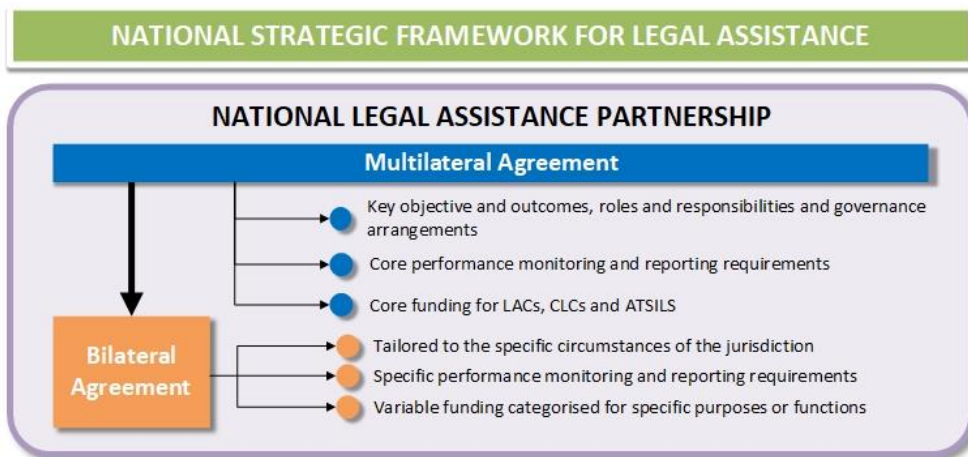 NATIONAL STRATEGIC FRAMEWORK FOR LEGAL ASSISTANCE
NATIONAL LEGAL ASSISTANCE PARTNERSHIP
Multilateral Agreement
Key objective and outcomes, roles and responsibilities and governance
arrangements
Core performance monitoring and reporting requirements
Core funding for LACs, CLCs and ATSILS
Bilateral
Agreement
Tailored to the specific circumstances of the jurisdiction
Specific performance monitoring and reporting requirements
Variable funding categorised for specific purposes or functions